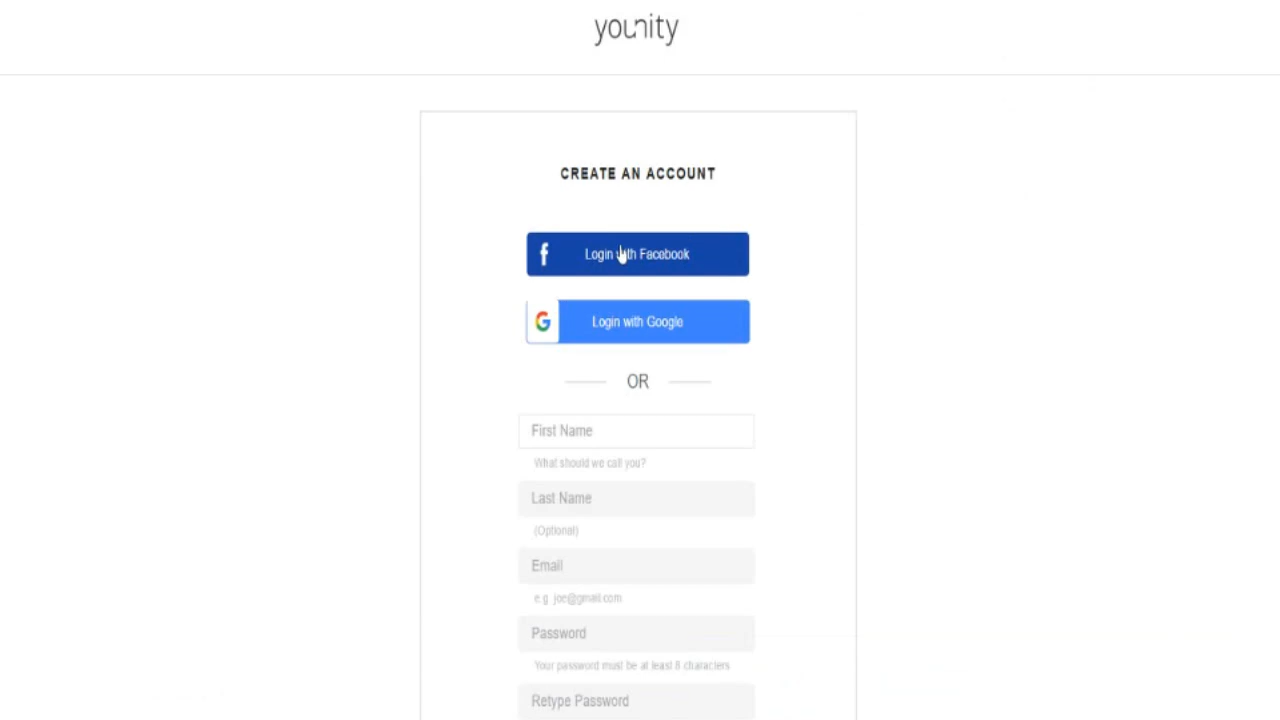 younity
CREATE AN ACCOUNT
Login with Facebook
Login with Google
OR
First Name
What should we call you?
Last Name
(Optional)
Email
e.g. joe@gmail.com
Password
Your password must be at least 8 characters
Retype Password